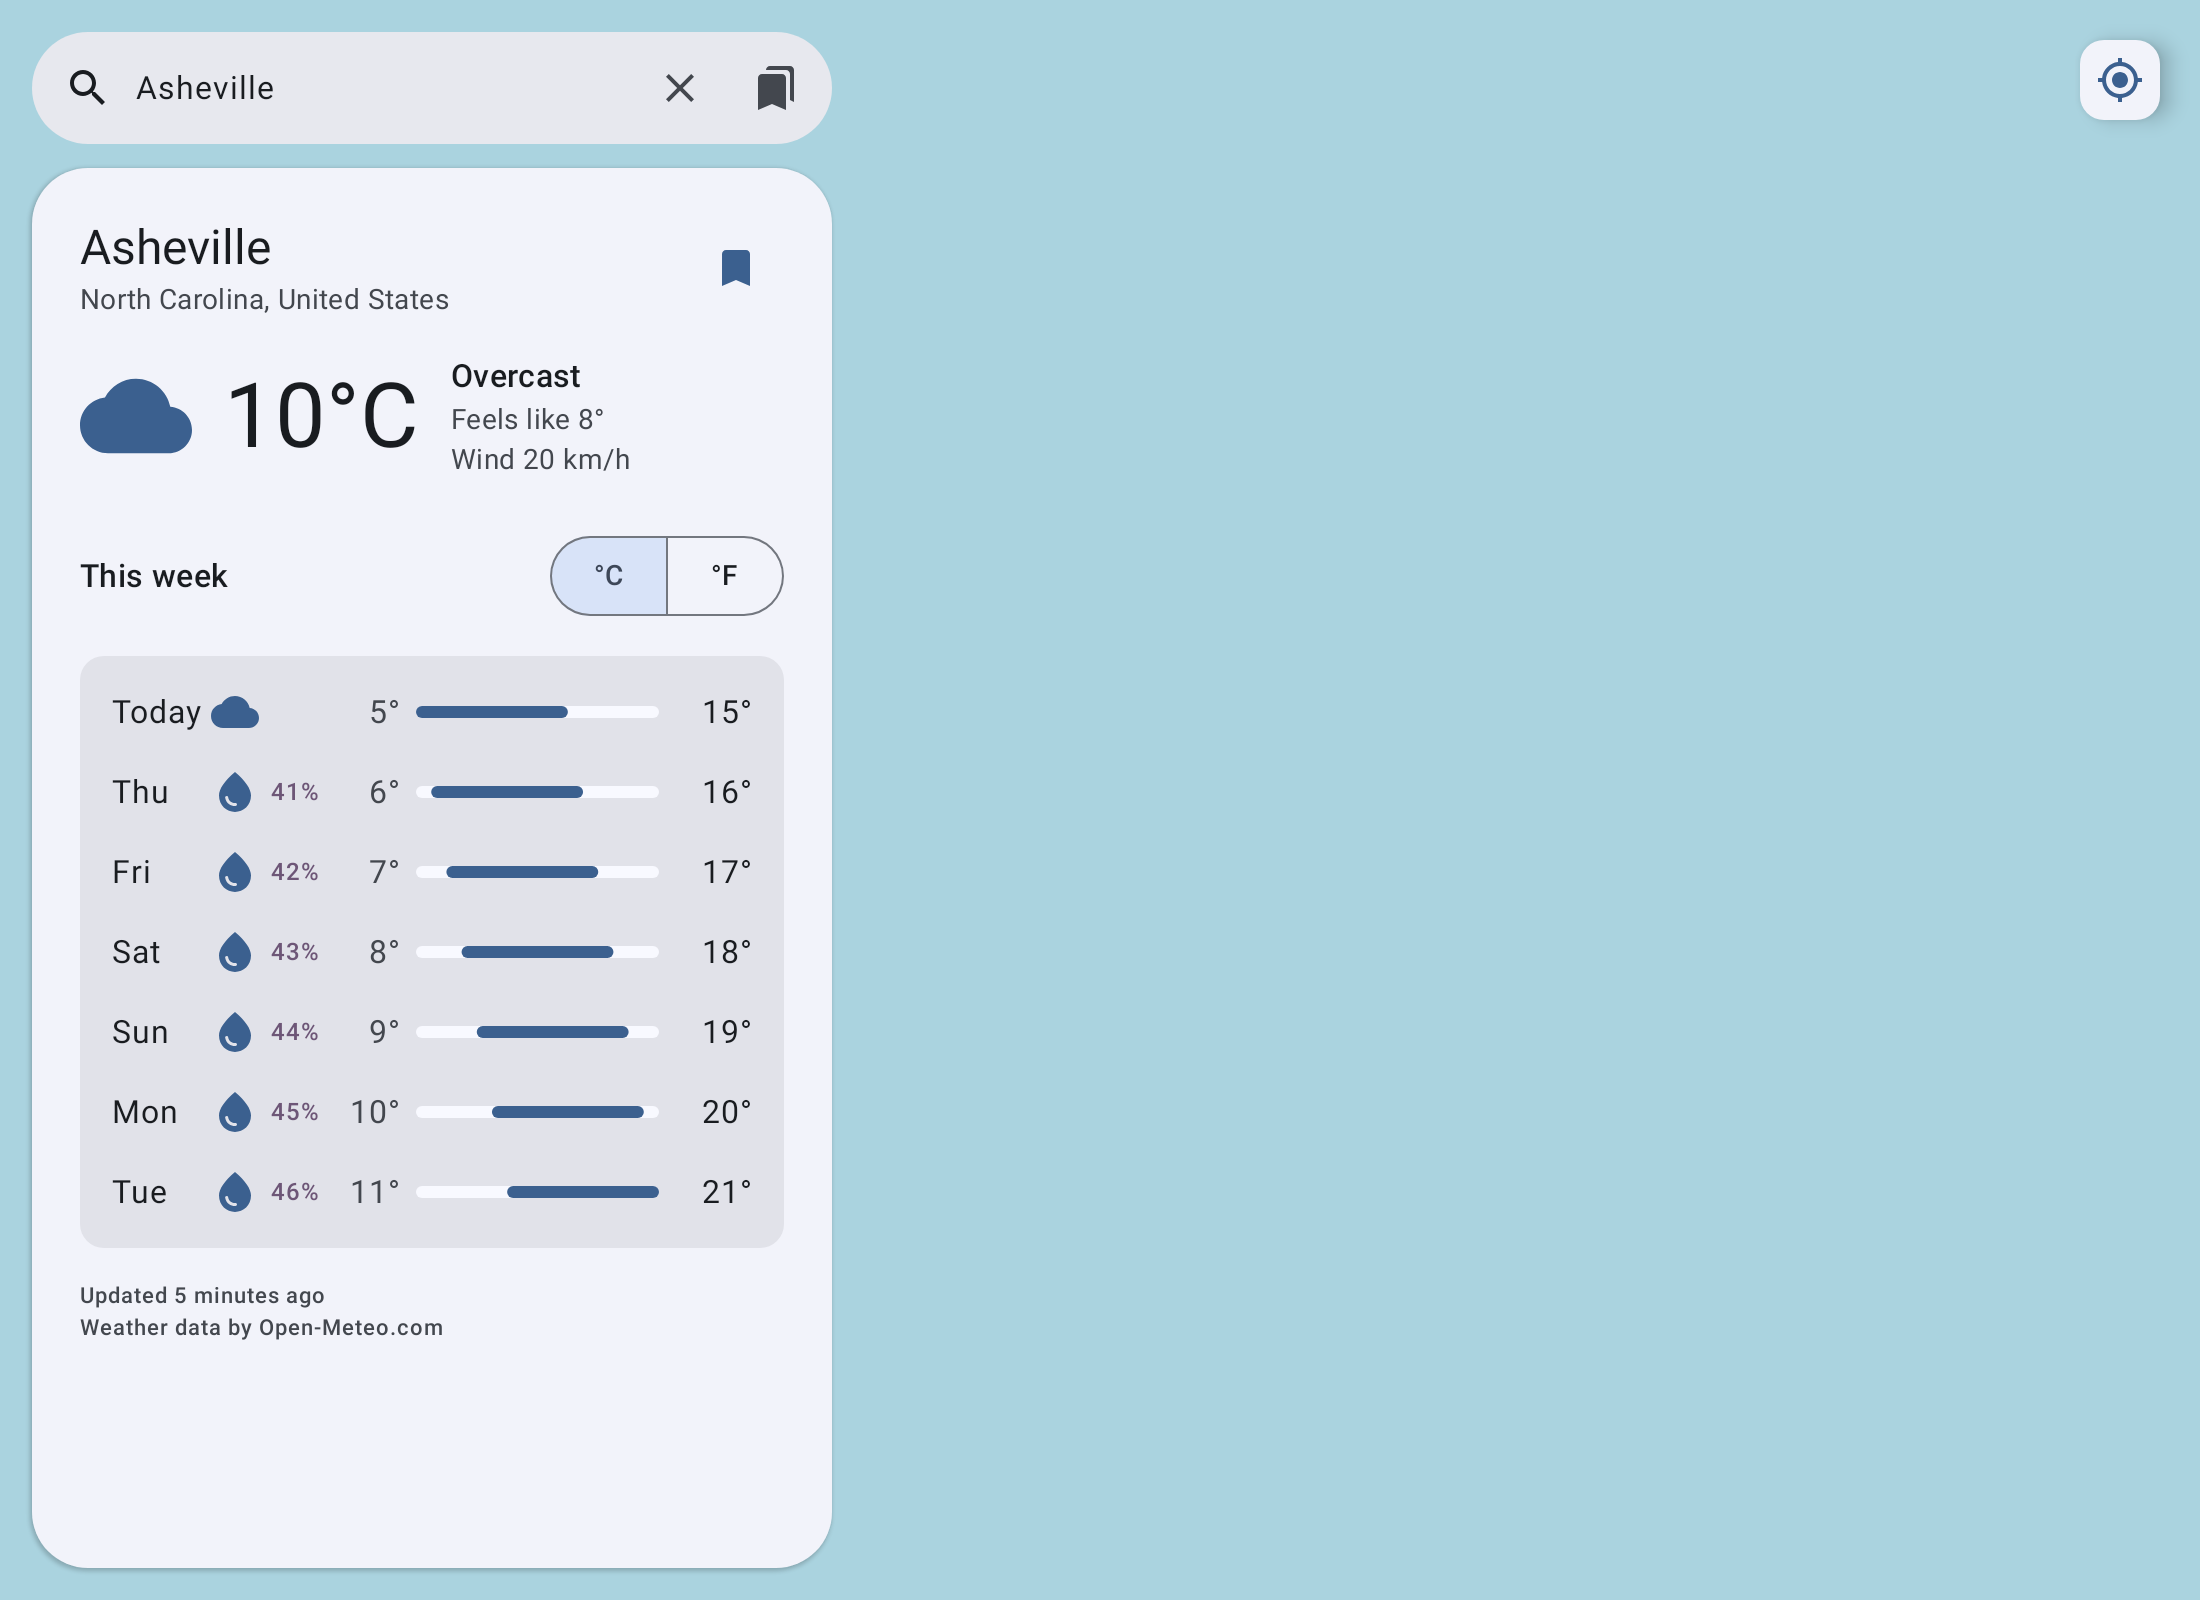 Asheville
Asheville
North Carolina, United States
10°C
Overcast
Feels like 8°
Wind 20 km/h
This week
°C °F
Today 5° 15°
Thu 41% 6° 16°
Fri 42% 7° 17°
Sat 43% 8° 18°
Sun 44% 9° 19°
Mon 45% 10° 20°
Tue 46% 11° 21°
Updated 5 minutes ago
Weather data by Open-Meteo.com